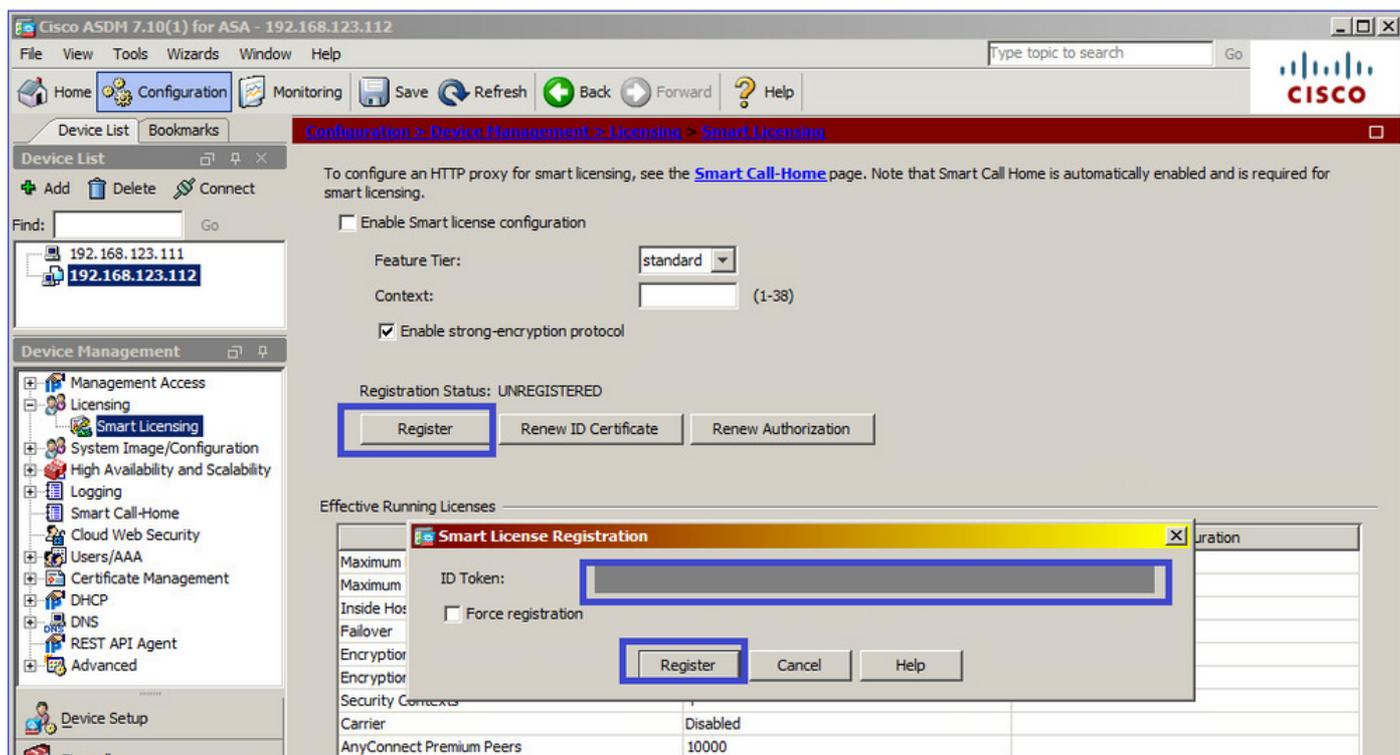 Cisco ASDM 7.10(1) for ASA - 192.168.123.112
File View Tools Wizards Window Help
Type topic to search Go
Home Configuration Monitoring Save Refresh Back Forward Help
CISCO
Device List Bookmarks
Configuration > Device Management > Licensing > Smart Licensing
Device List
Add Delete Connect
Find: Go
192.168.123.111
192.168.123.112
To configure an HTTP proxy for smart licensing, see the Smart Call-Home page. Note that Smart Call Home is automatically enabled and is required for
smart licensing.
Enable Smart license configuration
Feature Tier: standard
Context: (1-38)
Enable strong-encryption protocol
Registration Status: UNREGISTERED
Register Renew ID Certificate Renew Authorization
Device Management
Management Access
Licensing
Smart Licensing
System Image/Configuration
High Availability and Scalability
Logging
Smart Call-Home
Cloud Web Security
Users/AAA
Certificate Management
DHCP
DNS
REST API Agent
Advanced
Device Setup
Effective Running Licenses
Smart License Registration
ID Token:
Force registration
Register Cancel Help
Maximum
Maximum
Failover
Encryption
Encryption
Carrier Disabled
AnyConnect Premium Peers 10000